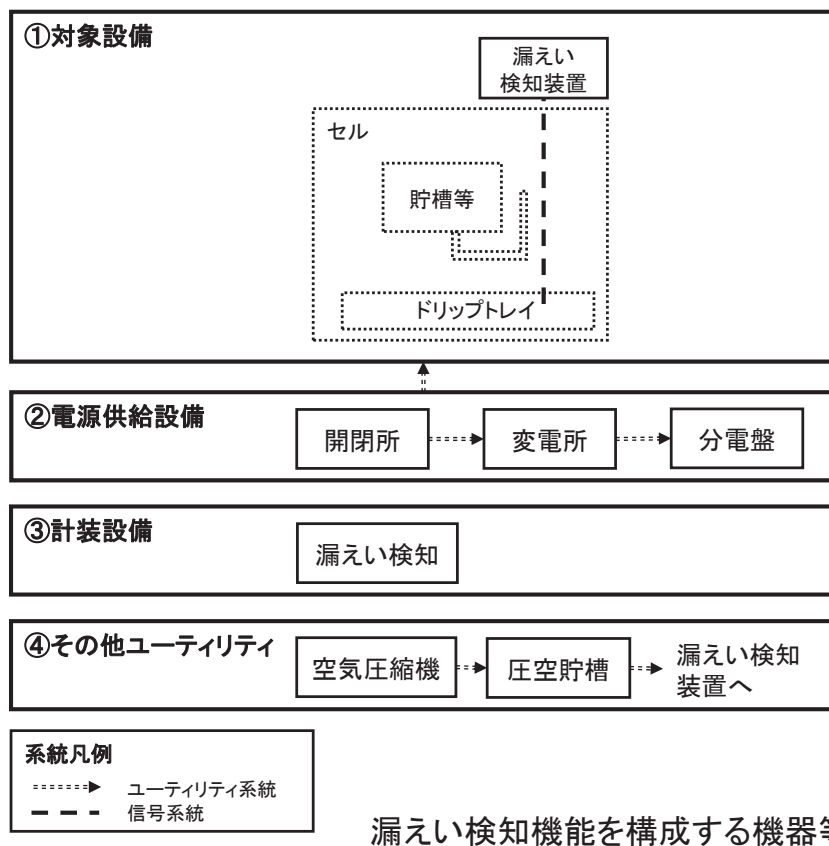 ①対象設備
漏えい
検知装置
セル
貯槽等
ドリップトレイ
②電源供給設備
開閉所
変電所
分電盤
③計装設備
漏えい検知
④その他ユーティリティ
空気圧縮機
圧空貯槽
漏えい検知
装置へ
系統凡例
ユーティリティ系統
信号系統
漏えい検知機能を構成する機器等